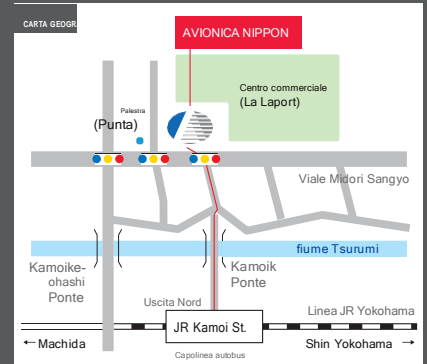 CARTA GEOGR
AVIONICA NIPPON
Centro commerciale
(La Laport)
Palestra
(Punta)
Viale Midori Sangyo
fiume Tsurumi
Kamoike-
ohashi
Ponte
Kamoik
Ponte
Uscita Nord
Linea JR Yokohama
JR Kamoi St.
Machida
Shin Yokohama
Capolinea autobus